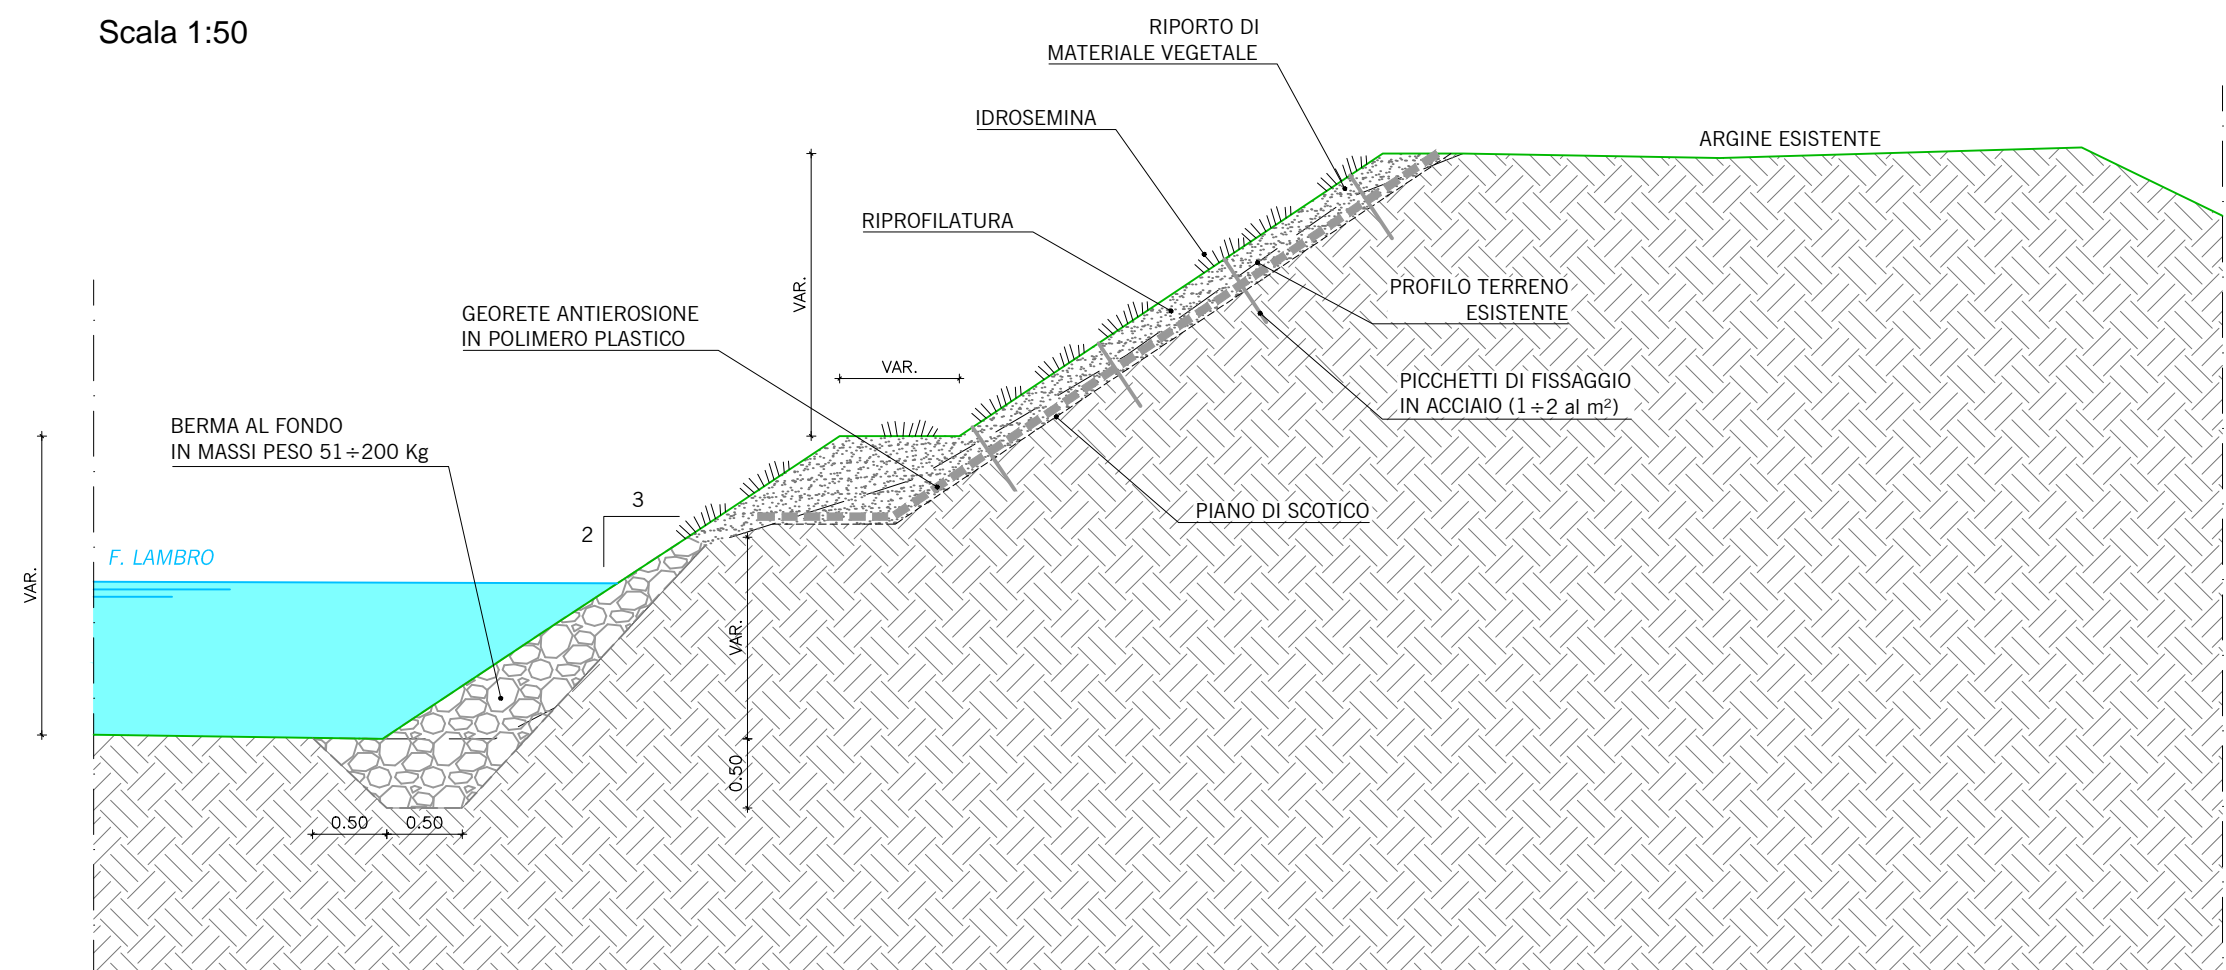 Scala 1:50
RIPORTO DI
MATERIALE VEGETALE
IDROSEMINA
ARGINE ESISTENTE
RIPROFILATURA
VAR.
PROFILO TERRENO
ESISTENTE
GEORETE ANTIEROSIONE
IN POLIMERO PLASTICO
VAR.
PICCHETTI DI FISSAGGIO
IN ACCIAIO (1÷2 al m²)
BERMA AL FONDO
IN MASSI PESO 51÷200 Kg
3
2
PIANO DI SCOTICO
F. LAMBRO
VAR.
VAR.
0.50
0.50
0.50